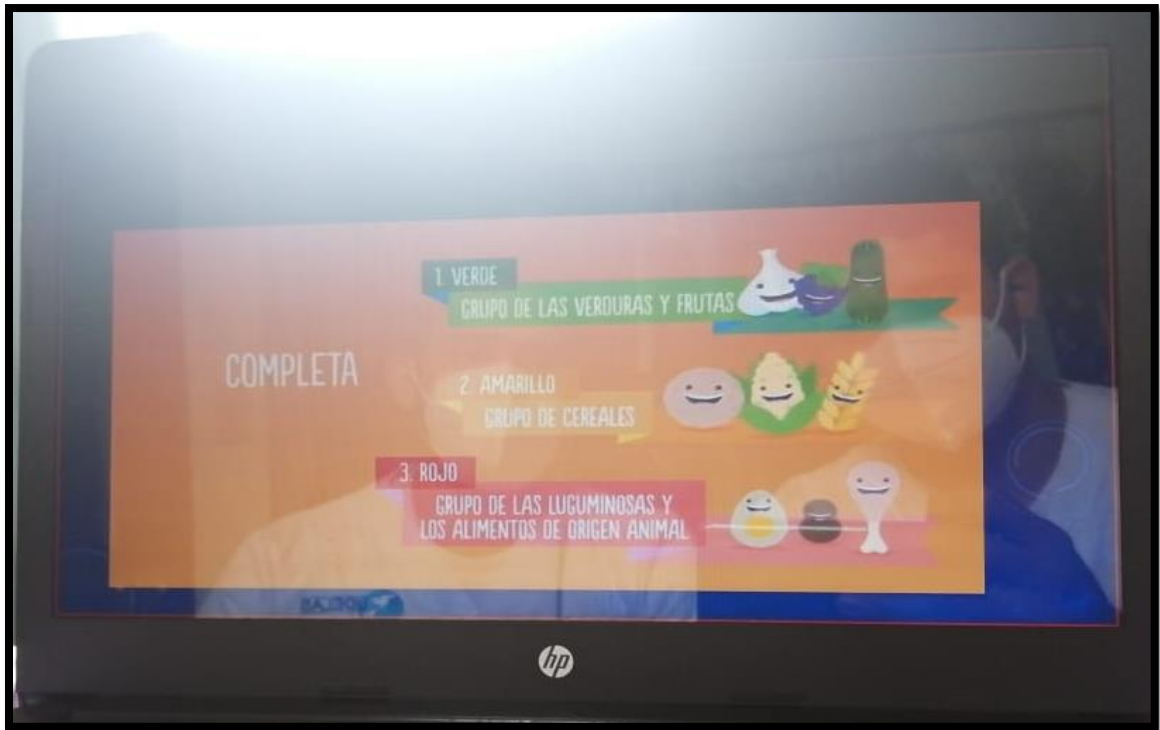 COMPLETA
1. VERDE
GRUPO DE LAS VERDURAS Y FRUTAS
2. AMARILLO
GRUPO DE CEREALES
3. ROJO
GRUPO DE LAS LUGUMINOSAS Y
LOS ALIMENTOS DE ORIGEN ANIMAL
hp